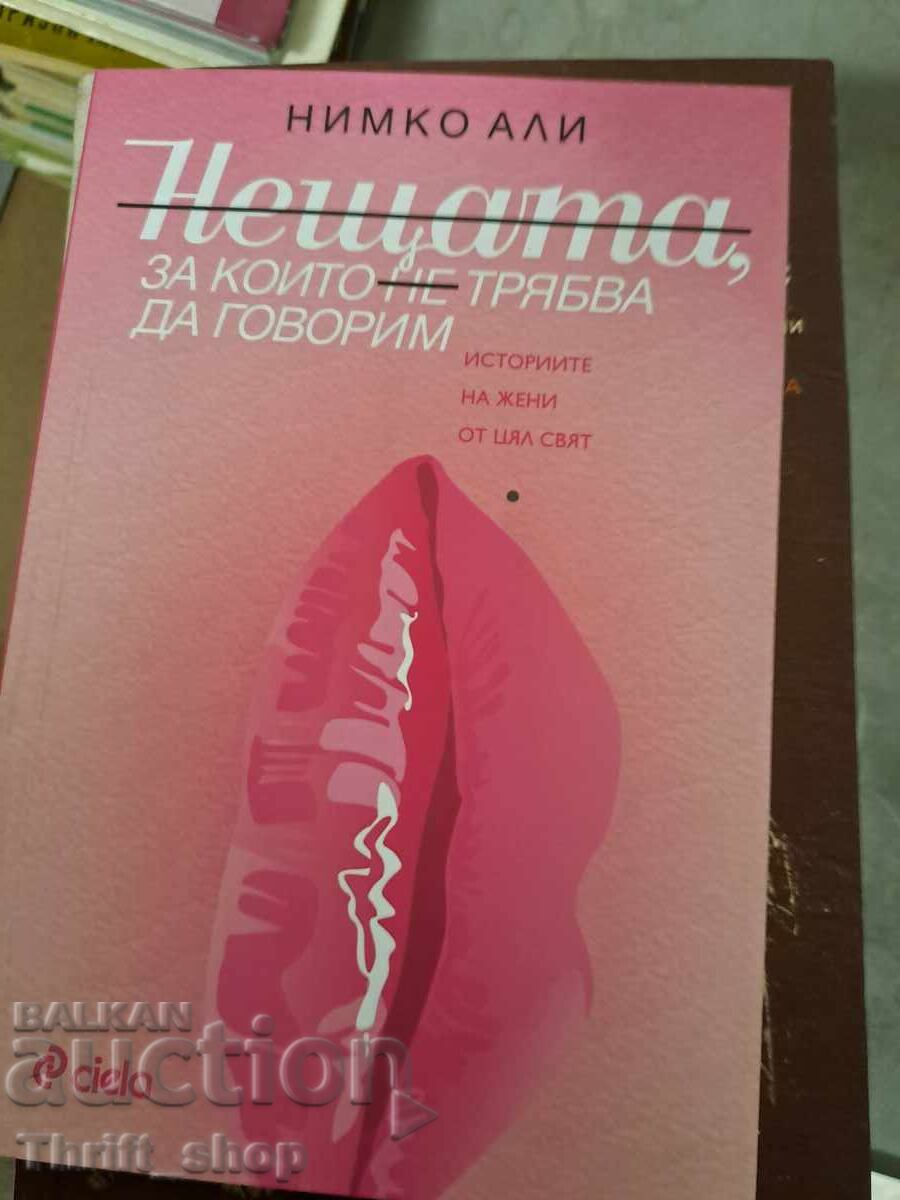 НИМКО АЛИ
Нещата,
ЗА КОИТО НЕ ТРЯБВА
ДА ГОВОРИМ
ИСТОРИИТЕ
НА ЖЕНИ
ОТ ЦЯЛ СВЯТ
ciela
BALKAN
auction
Thrift_shop